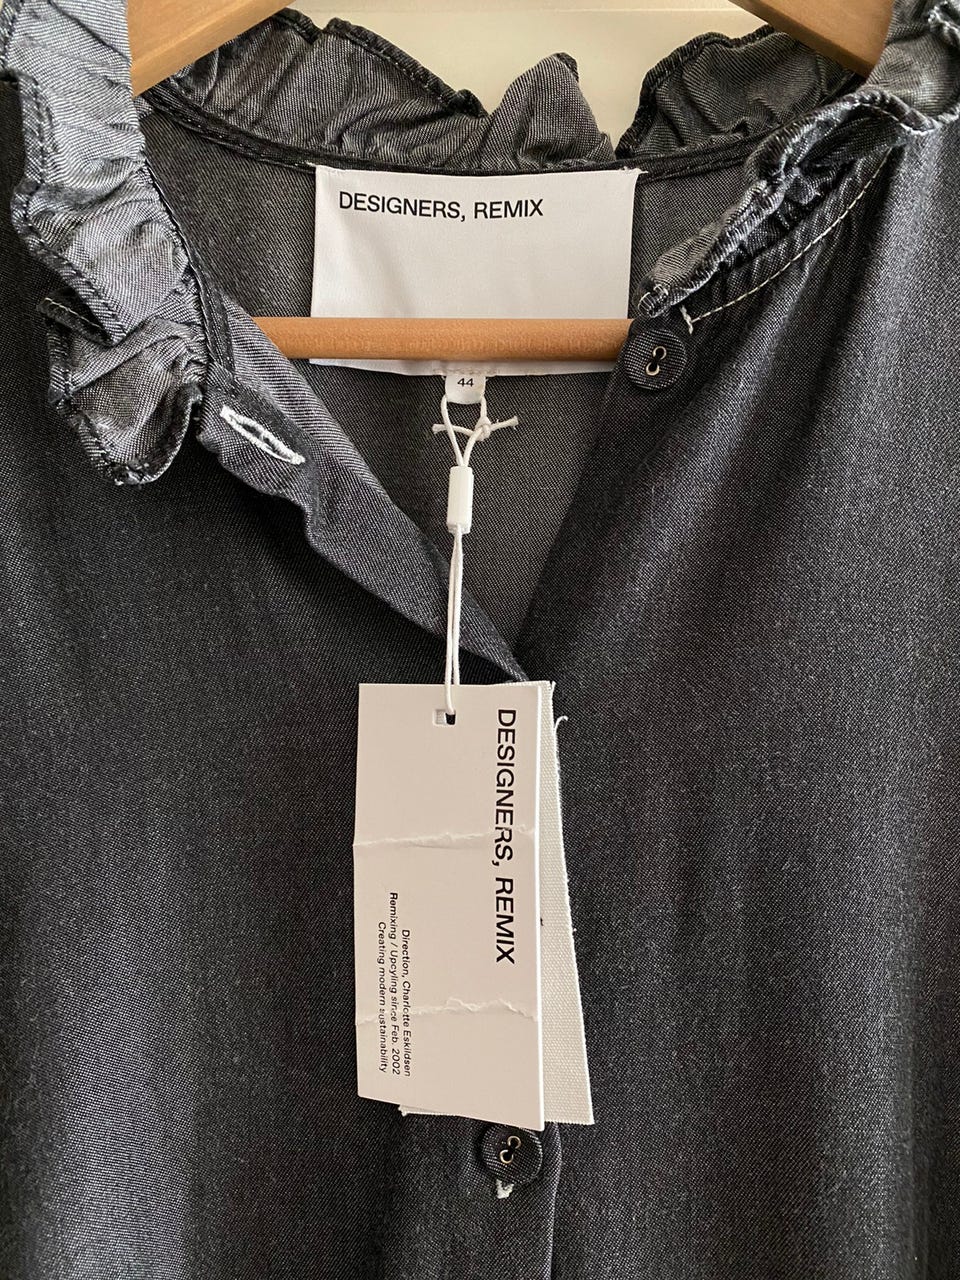 DESIGNERS, REMIX
44
DESIGNERS, REMIX
Direction, Charlotte Eskildsen
Remixing / Upcyling since Feb. 2002
Creating modern sustainability